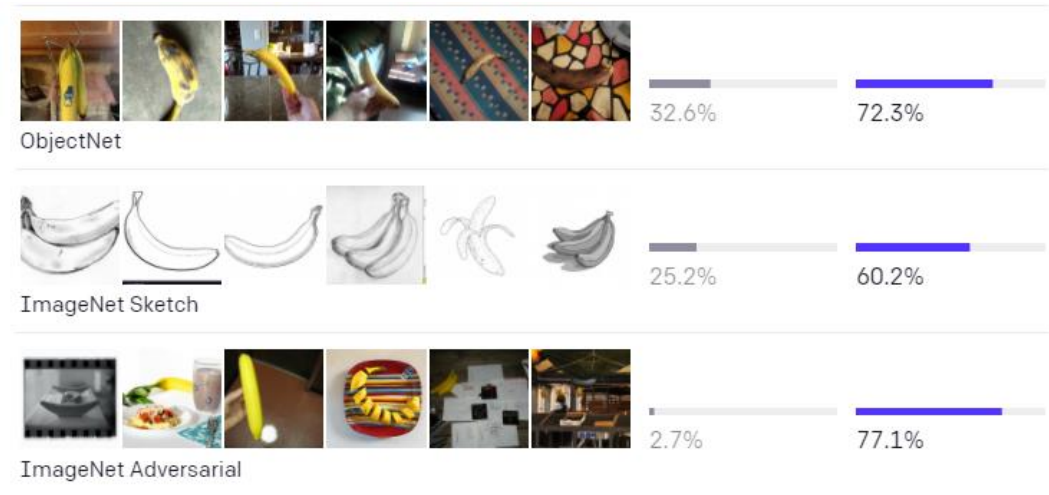 32.6%
72.3%
ObjectNet
25.2%
60.2%
ImageNet Sketch
2.7%
77.1%
ImageNet Adversarial